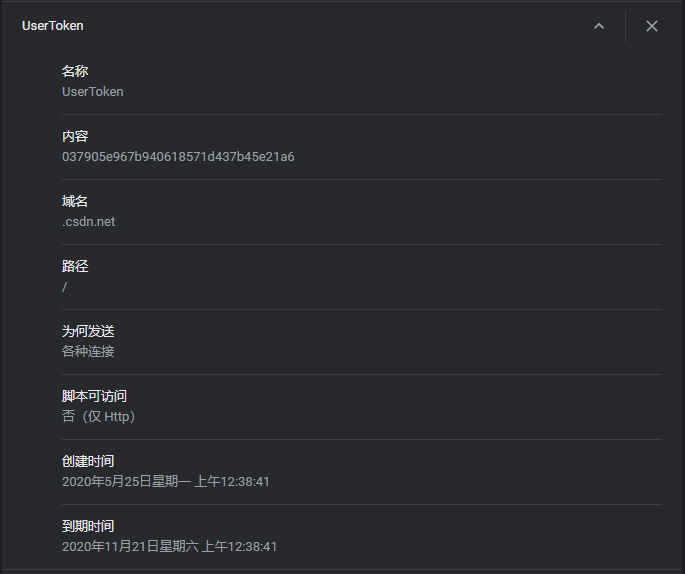 UserToken
名称
UserToken
内容
037905e967b940618571d437b45e21a6
域名
.csdn.net
路径
/
为何发送
各种连接
脚本可访问
否（仅 Http）
创建时间
2020年5月25日星期一 上午12:38:41
到期时间
2020年11月21日星期六 上午12:38:41